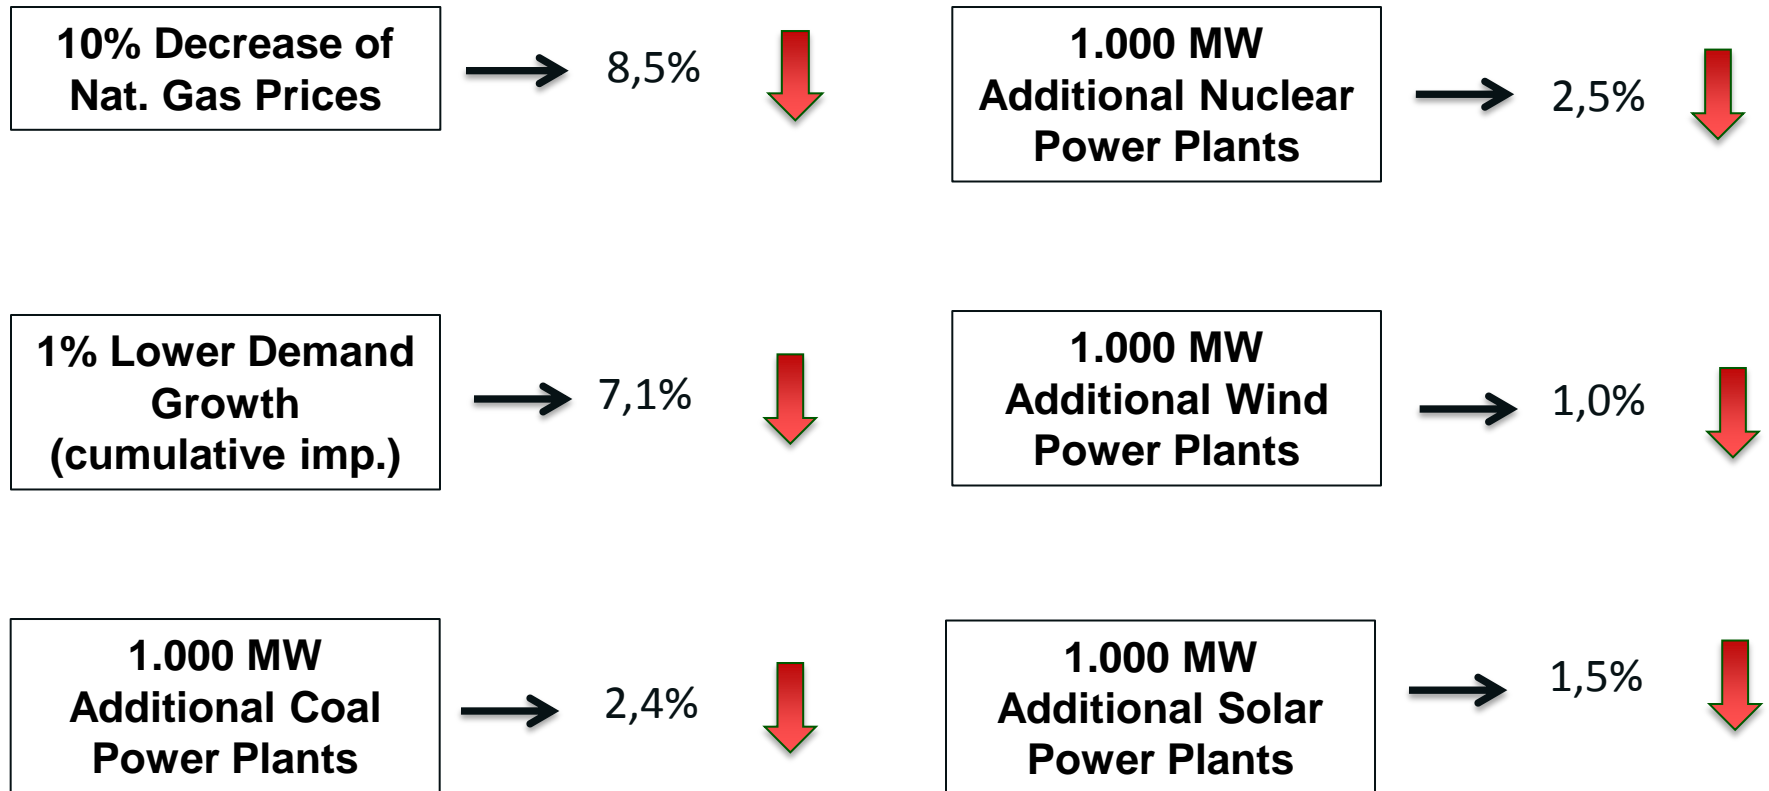 10% Decrease of
Nat. Gas Prices
8,5%
1.000 MW
Additional Nuclear
Power Plants
2,5%
1% Lower Demand
Growth
(cumulative imp.)
7,1%
1.000 MW
Additional Wind
Power Plants
1,0%
1.000 MW
Additional Coal
Power Plants
2,4%
1.000 MW
Additional Solar
Power Plants
1,5%